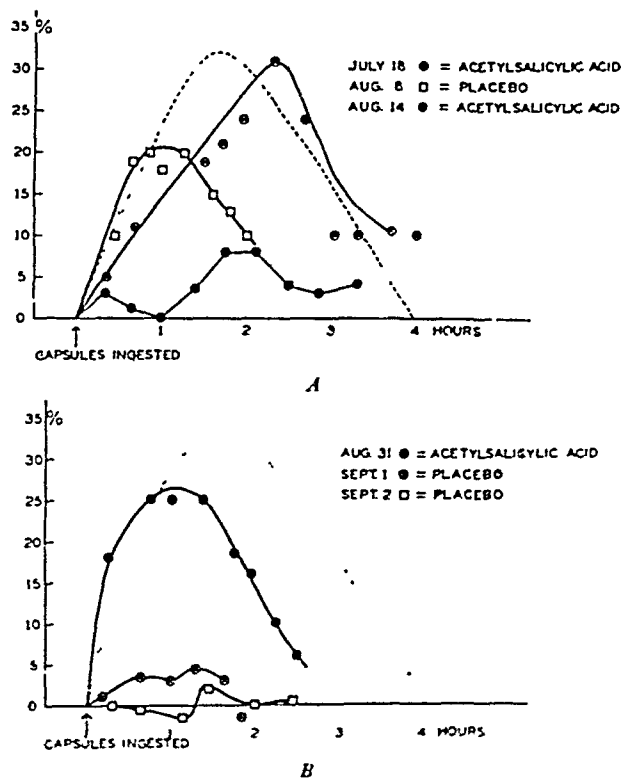 35 %
JULY 18 ● = ACETYLSALICYLIC ACID
30
AUG. 8 □ = PLACEBO
AUG. 14 ● = ACETYLSALICYLIC ACID
25
20
15
10
5
0
1 2 3 4 HOURS
CAPSULES INGESTED
A
35 %
AUG. 31 ● = ACETYLSALICYLIC ACID
30
SEPT. 1 ● = PLACEBO
SEPT. 2 □ = PLACEBO
25
20
15
10
5
0
1 2 3 4 HOURS
CAPSULES INGESTED
B